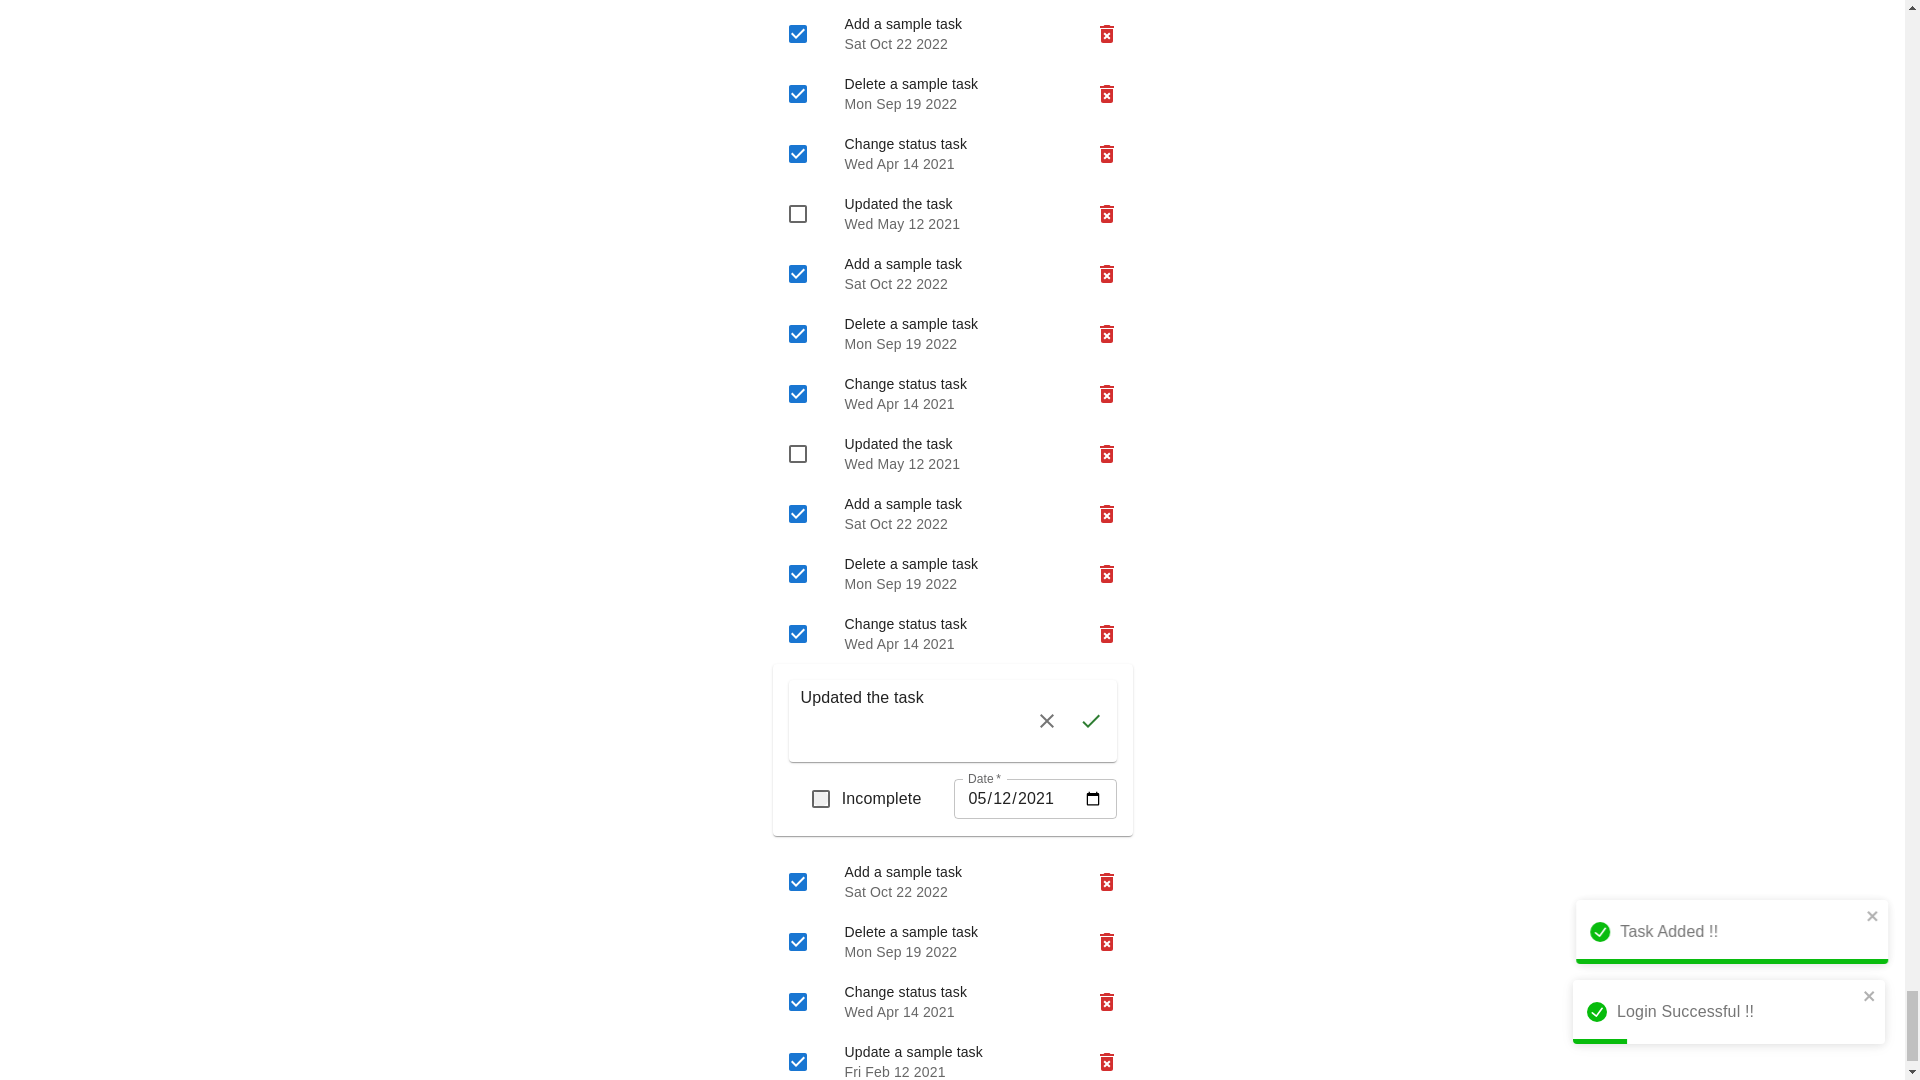 Add a sample task
Sat Oct 22 2022
Delete a sample task
Mon Sep 19 2022
Change status task
Wed Apr 14 2021
Updated the task
Wed May 12 2021
Add a sample task
Sat Oct 22 2022
Delete a sample task
Mon Sep 19 2022
Change status task
Wed Apr 14 2021
Updated the task
Wed May 12 2021
Add a sample task
Sat Oct 22 2022
Delete a sample task
Mon Sep 19 2022
Change status task
Wed Apr 14 2021
Updated the task
Date *
Incomplete
05/12/2021
Add a sample task
Sat Oct 22 2022
Delete a sample task
Mon Sep 19 2022
Change status task
Wed Apr 14 2021
Update a sample task
Fri Feb 12 2021
Task Added !!
Login Successful !!